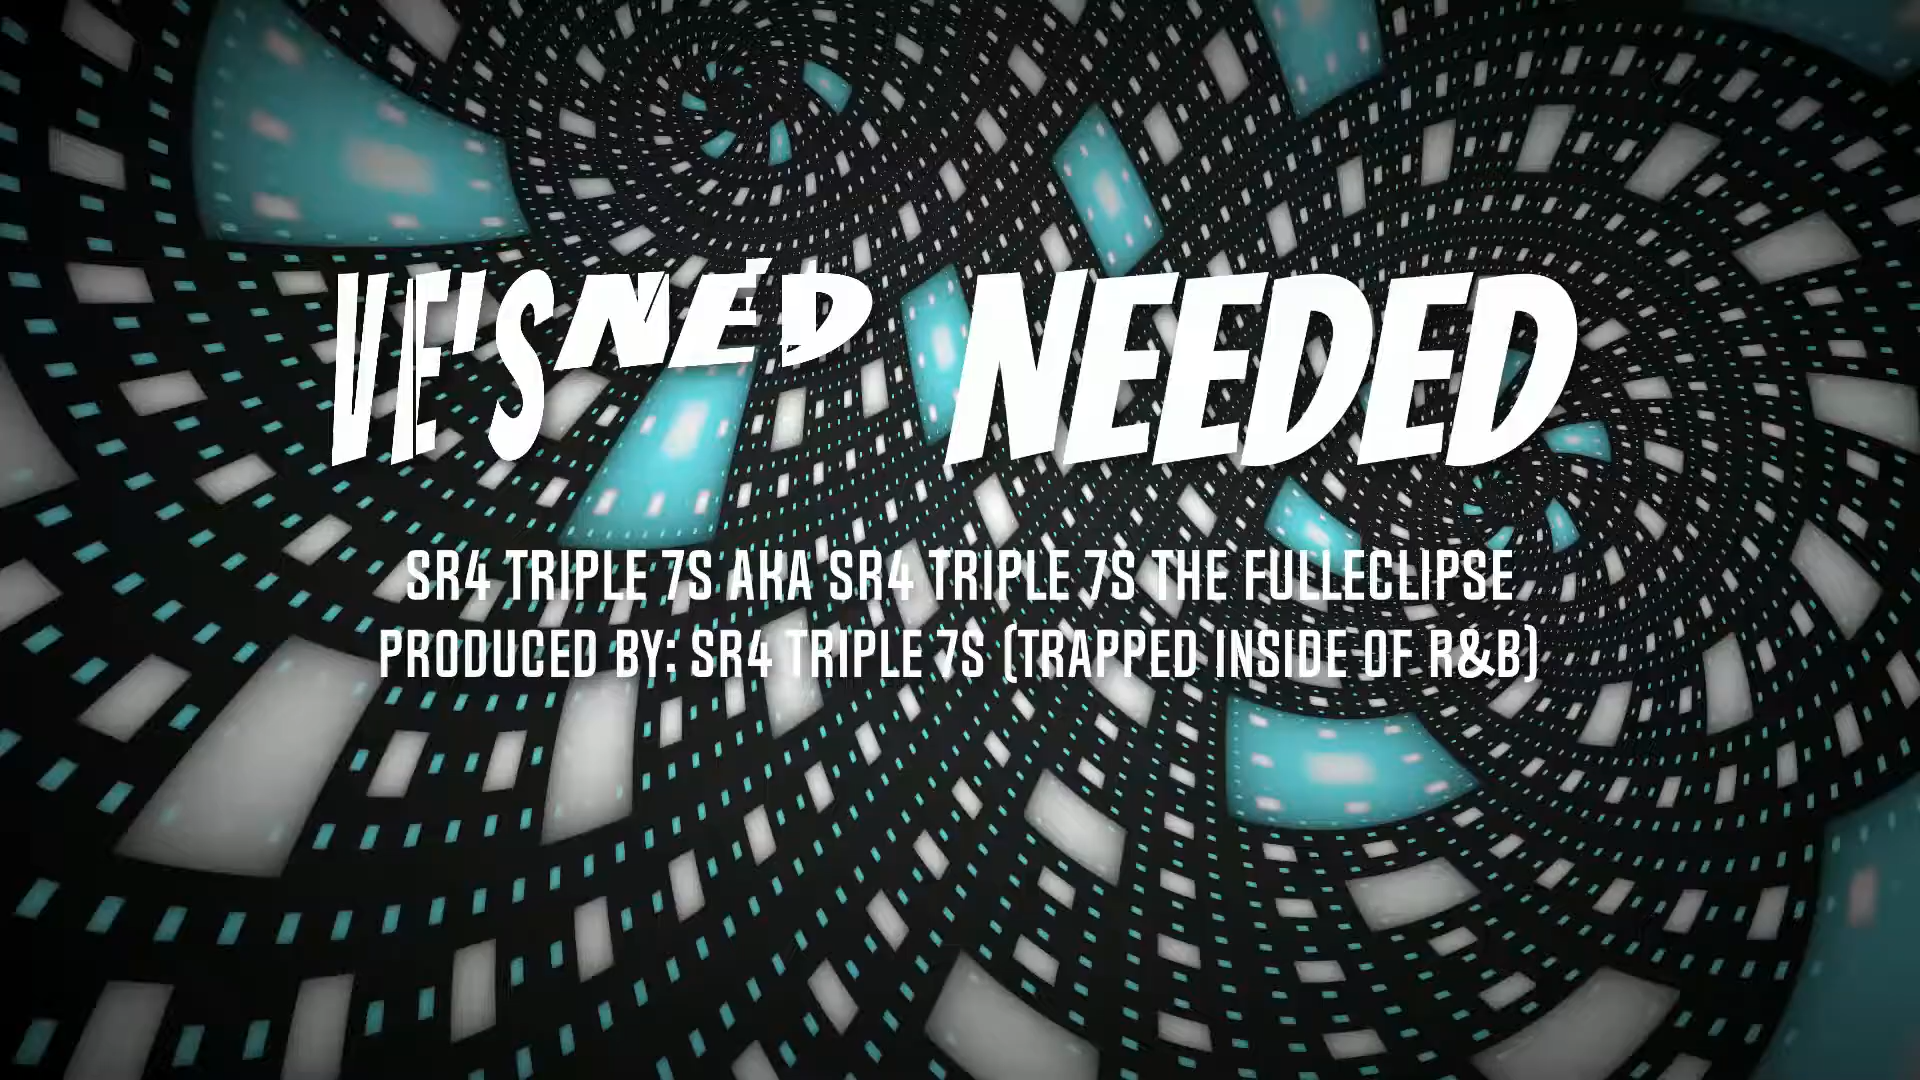 NEEDED
SR4 TRIPLE 7S AKA SR4 TRIPLE 7S THE FULLECLIPSE
PRODUCED BY: SR4 TRIPLE 7S (TRAPPED INSIDE OF R&B)